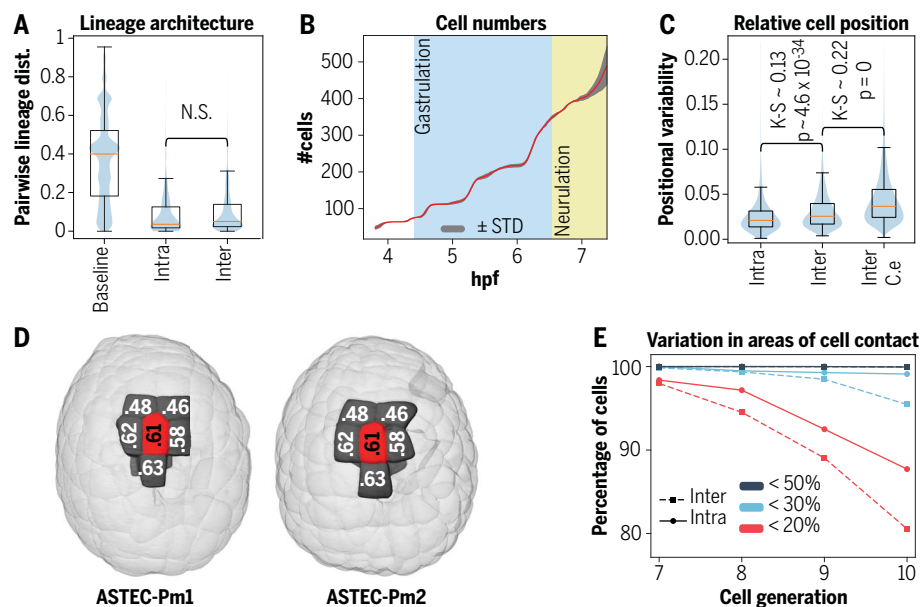 A Lineage architecture
Pairwise lineage dist.
1
0.8
0.6
0.4
0.2
0
N.S.
Baseline
Intra
Inter
B Cell numbers
#cells
500
400
300
200
100
Gastrulation
Neurulation
± STD
4 5 6 7
hpf
C Relative cell position
Positional variability
0.20
0.15
0.10
0.05
0.00
K-S ~ 0.13
p ~ 4.6 x 10-34
K-S ~ 0.22
p = 0
Intra
Inter
Inter
C.e
D
.48 .46
.62 .61 .58
.63
ASTEC-Pm1
.48 .46
.62 .61 .58
.63
ASTEC-Pm2
E Variation in areas of cell contact
Percentage of cells
100
90
80
Inter
Intra
< 50%
< 30%
< 20%
7 8 9 10
Cell generation